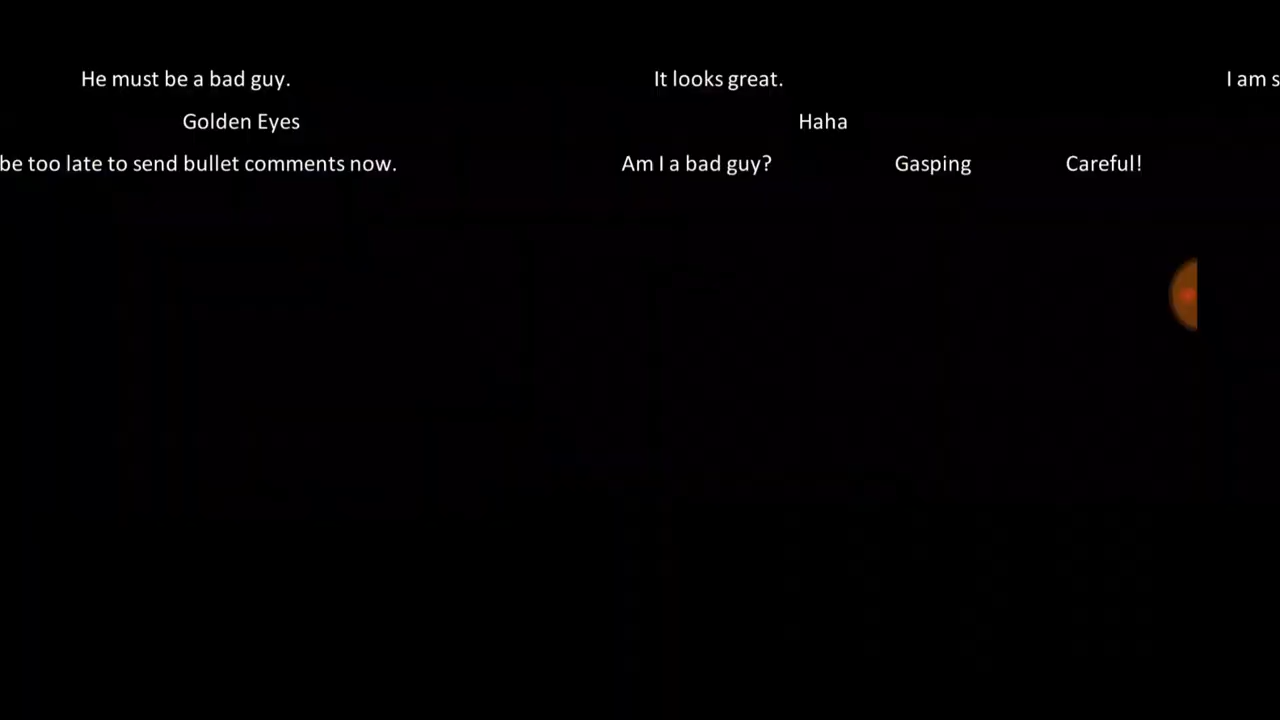 He must be a bad guy. It looks great. I am s
Golden Eyes Haha
be too late to send bullet comments now. Am I a bad guy? Gasping Careful!